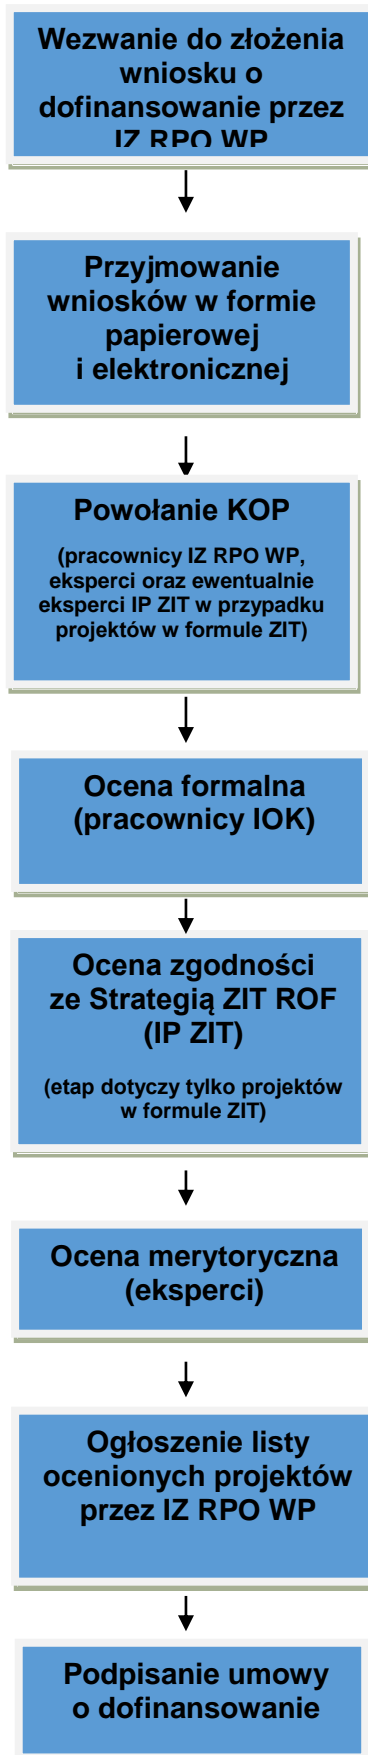 Wezwanie do złożenia
wniosku o
dofinansowanie przez
IZ RPO WP
Przyjmowanie
wniosków w formie
papierowej
i elektronicznej
Powołanie KOP
(pracownicy IZ RPO WP,
eksperci oraz ewentualnie
eksperci IP ZIT w przypadku
projektów w formule ZIT)
Ocena formalna
(pracownicy IOK)
Ocena zgodności
ze Strategią ZIT ROF
(IP ZIT)
(etap dotyczy tylko projektów
w formule ZIT)
Ocena merytoryczna
(eksperci)
Ogłoszenie listy
ocenionych projektów
przez IZ RPO WP
Podpisanie umowy
o dofinansowanie